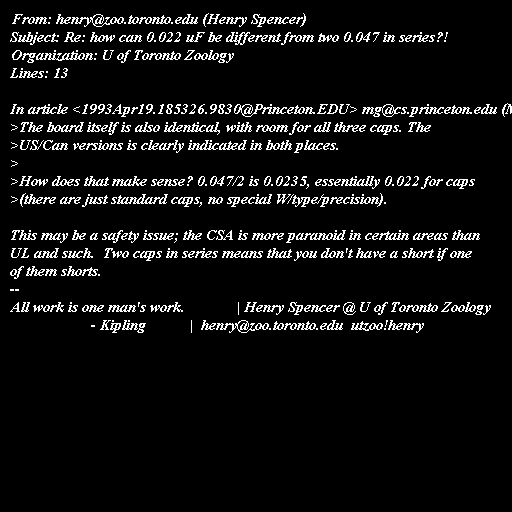 From: henry@zoo.toronto.edu (Henry Spencer)
Subject: Re: how can 0.022 uF be different from two 0.047 in series?!
Organization: U of Toronto Zoology
Lines: 13

In article <1993Apr19.185326.9830@Princeton.EDU> mg@cs.princeton.edu (M
>The board itself is also identical, with room for all three caps. The
>US/Can versions is clearly indicated in both places.
>
>How does that make sense? 0.047/2 is 0.0235, essentially 0.022 for caps
>(there are just standard caps, no special W/type/precision).

This may be a safety issue; the CSA is more paranoid in certain areas than
UL and such.  Two caps in series means that you don't have a short if one
of them shorts.
--
All work is one man's work.             | Henry Spencer @ U of Toronto Zoology
                    - Kipling           |  henry@zoo.toronto.edu  utzoo!henry